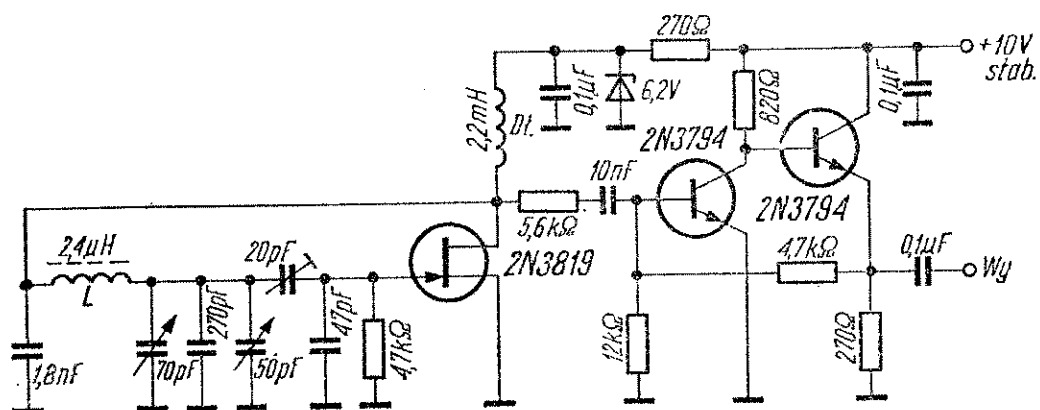 270Ω
+10V
stab.
0,1μF
6,2V
820Ω
0,1μF
2,2mH
Dł.
2N3794
10nF
5,6kΩ
2N3794
2,4μH
L
20pF
2N3819
4,7kΩ
0,1μF
Wy
1,8nF
70pF
270pF
50pF
47pF
47kΩ
12kΩ
270Ω